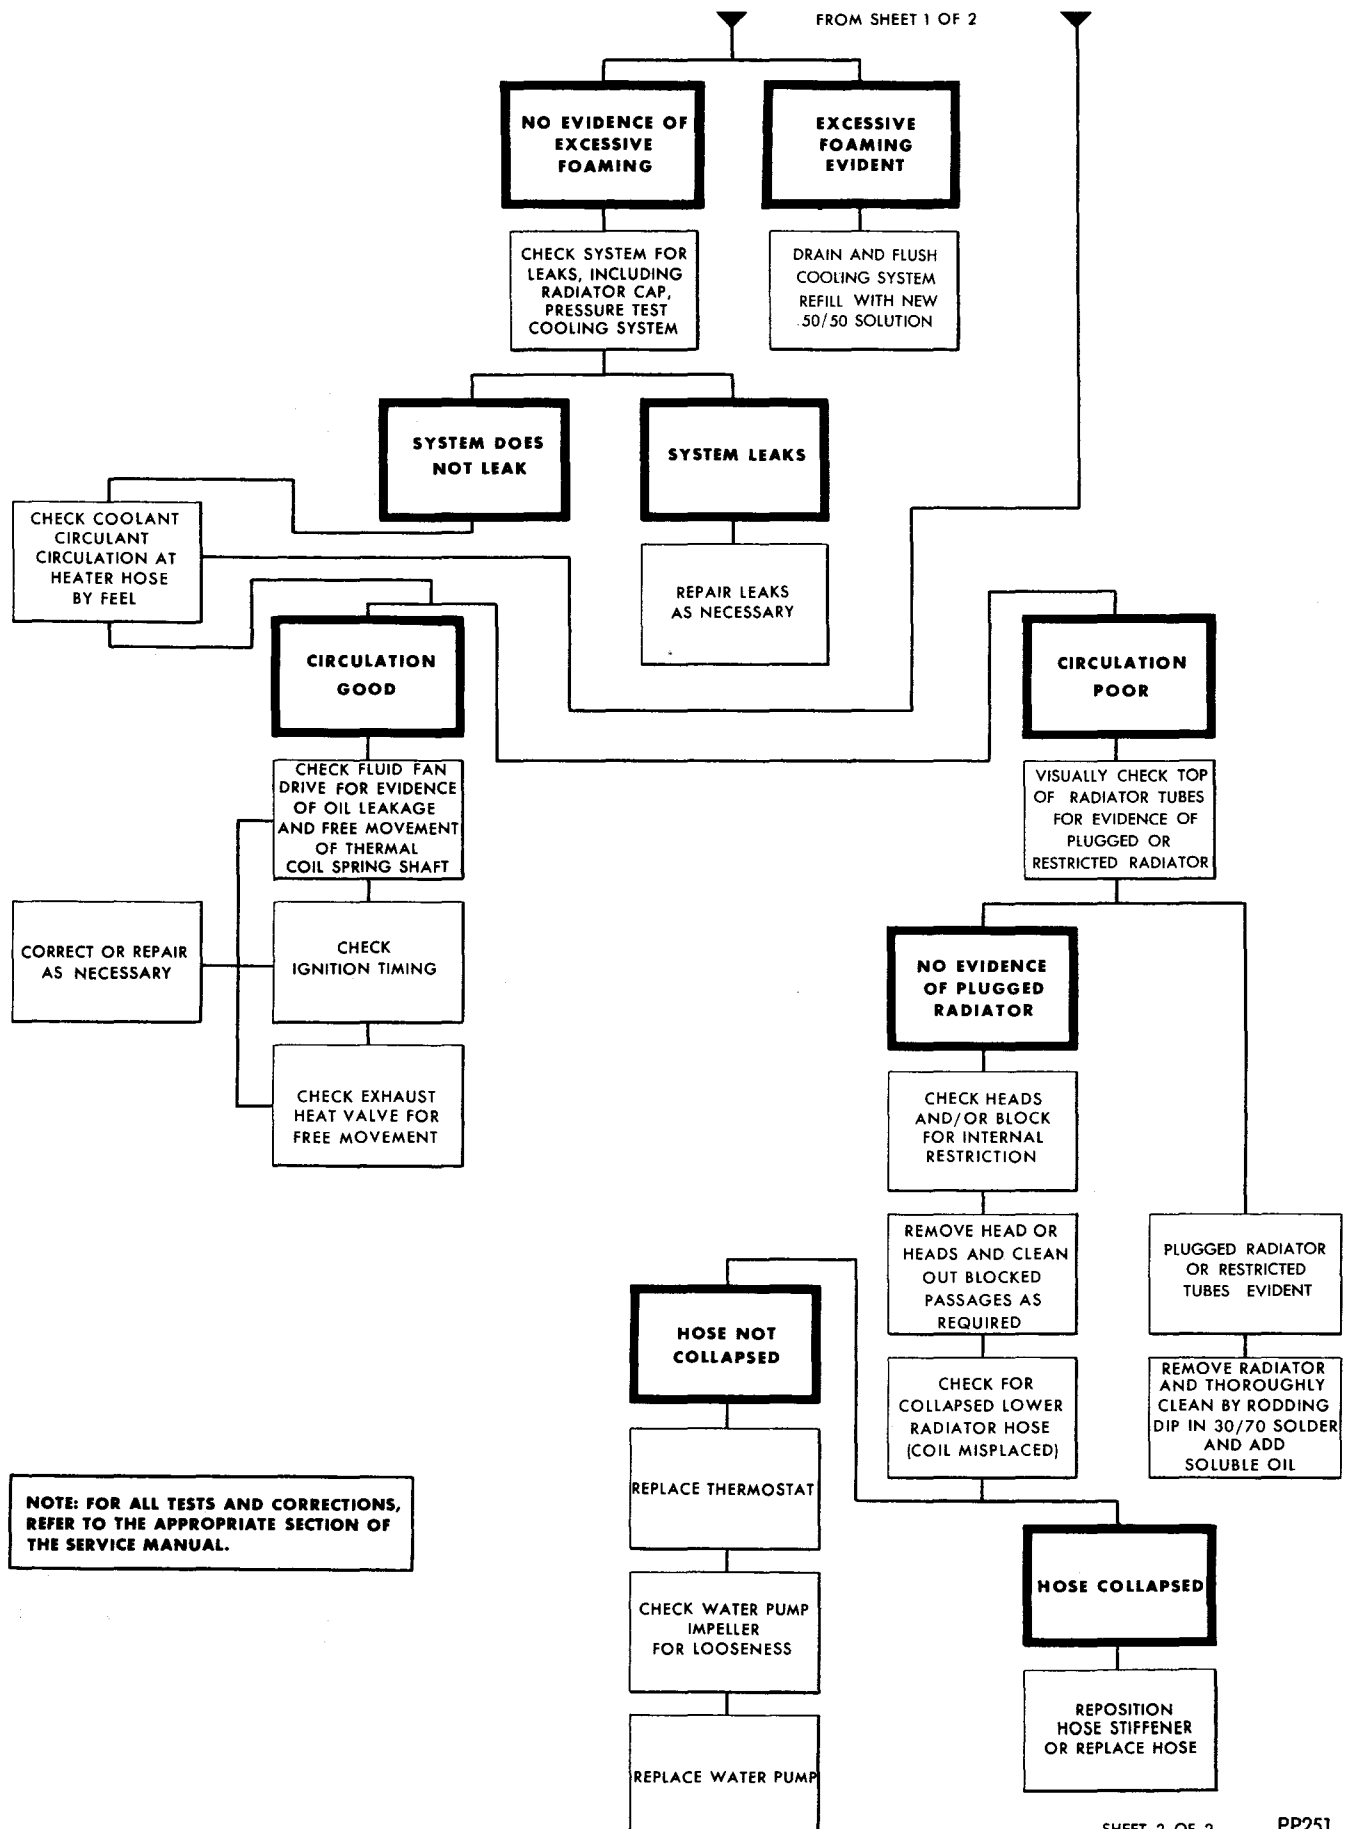 FROM SHEET 1 OF 2
NO EVIDENCE OF
EXCESSIVE
FOAMING
EXCESSIVE
FOAMING
EVIDENT
CHECK SYSTEM FOR
LEAKS, INCLUDING
RADIATOR CAP,
PRESSURE TEST
COOLING SYSTEM
DRAIN AND FLUSH
COOLING SYSTEM
REFILL WITH NEW
50/50 SOLUTION
SYSTEM DOES
NOT LEAK
SYSTEM LEAKS
CHECK COOLANT
CIRCULANT
CIRCULATION AT
HEATER HOSE
BY FEEL
REPAIR LEAKS
AS NECESSARY
CIRCULATION
GOOD
CIRCULATION
POOR
CHECK FLUID FAN
DRIVE FOR EVIDENCE
OF OIL LEAKAGE
AND FREE MOVEMENT
OF THERMAL
COIL SPRING SHAFT
VISUALLY CHECK TOP
OF RADIATOR TUBES
FOR EVIDENCE OF
PLUGGED OR
RESTRICTED RADIATOR
CORRECT OR REPAIR
AS NECESSARY
CHECK
IGNITION TIMING
NO EVIDENCE
OF PLUGGED
RADIATOR
CHECK EXHAUST
HEAT VALVE FOR
FREE MOVEMENT
CHECK HEADS
AND/OR BLOCK
FOR INTERNAL
RESTRICTION
REMOVE HEAD OR
HEADS AND CLEAN
OUT BLOCKED
PASSAGES AS
REQUIRED
PLUGGED RADIATOR
OR RESTRICTED
TUBES EVIDENT
HOSE NOT
COLLAPSED
CHECK FOR
COLLAPSED LOWER
RADIATOR HOSE
(COIL MISPLACED)
REMOVE RADIATOR
AND THOROUGHLY
CLEAN BY RODDING
DIP IN 30/70 SOLDER
AND ADD
SOLUBLE OIL
REPLACE THERMOSTAT
NOTE: FOR ALL TESTS AND CORRECTIONS,
REFER TO THE APPROPRIATE SECTION OF
THE SERVICE MANUAL.
HOSE COLLAPSED
CHECK WATER PUMP
IMPELLER
FOR LOOSENESS
REPOSITION
HOSE STIFFENER
OR REPLACE HOSE
REPLACE WATER PUMP
SHEET 2 OF 2
PP251